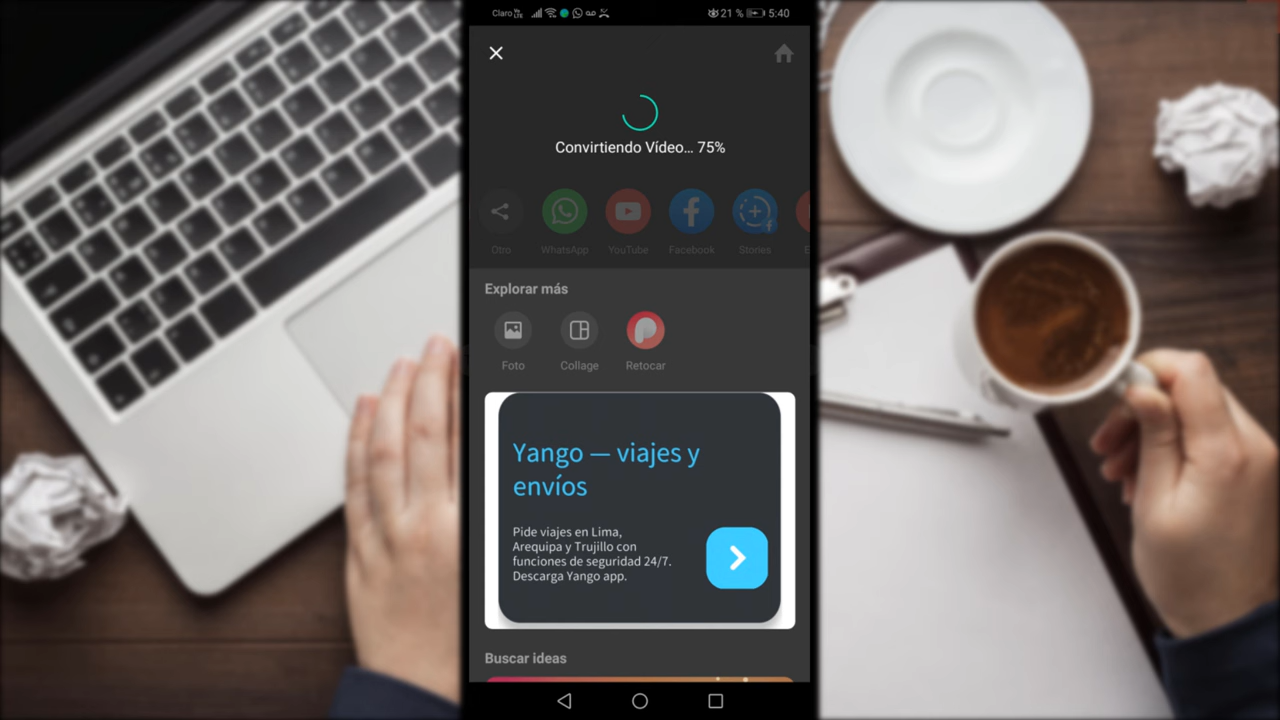 Claro
21 % 5:40
Convirtiendo Vídeo... 75%
Otro
WhatsApp
YouTube
Facebook
Stories
Explorar más
Foto
Collage
Retocar
Yango — viajes y
envíos
Pide viajes en Lima,
Arequipa y Trujillo con
funciones de seguridad 24/7.
Descarga Yango app.
Buscar ideas